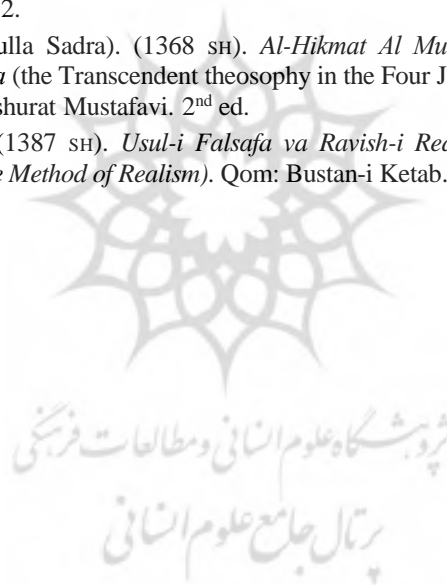 2.
ulla Sadra). (1368 SH). Al-Hikmat Al Mu
a (the Transcendent theosophy in the Four J
shurat Mustafavi. 2nd ed.
(1387 SH). Usul-i Falsafa va Ravish-i Rea
e Method of Realism). Qom: Bustan-i Ketab.
پژوهشگاه علوم انسانی و مطالعات فرهنگی
پرتال جامع علوم انسانی